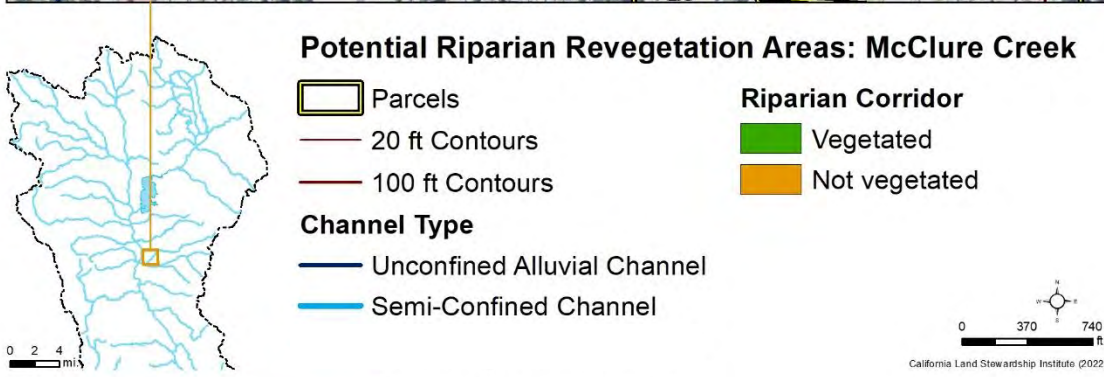 Potential Riparian Revegetation Areas: McClure Creek
Parcels
20 ft Contours
100 ft Contours
Channel Type
Unconfined Alluvial Channel
Semi-Confined Channel
Riparian Corridor
Vegetated
Not vegetated
0 2 4
mi.
N
W E
S
0 370 740
ft
California Land Stewardship Institute (2022